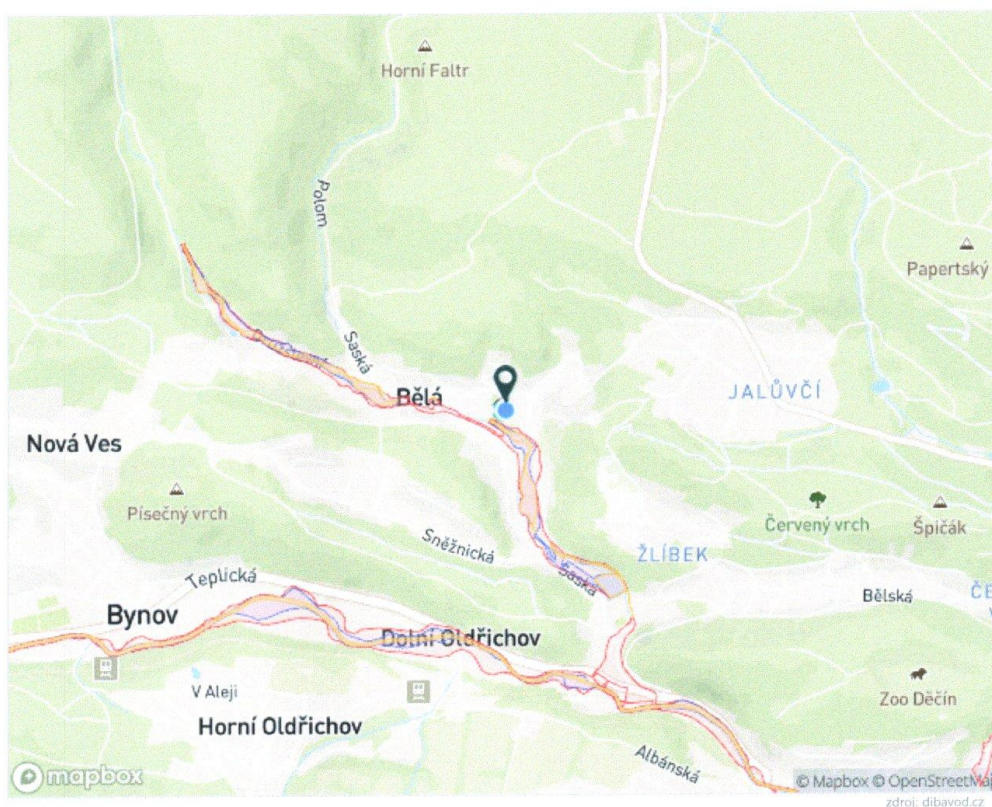 Horní Faltr
Polom
Papertský
Saská
Bělá
JALŮVČÍ
Nová Ves
Písečný vrch
Červený vrch
Špičák
Sněžnická
ŽLÍBEK
Saská
Teplická
Bělská
Bynov
Dolní Oldřichov
V Aleji
Zoo Děčín
Horní Oldřichov
Albánská
mapbox
© Mapbox © OpenStreetMap
zdroj: dibavod.cz